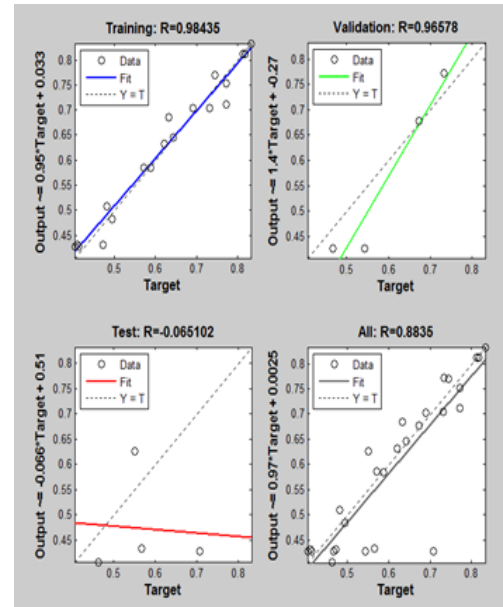 Training: R=0.98435
Output ~= 0.95*Target + 0.033
0.8
0.75
0.7
0.65
0.6
0.55
0.5
0.45
Data
Fit
Y = T
0.5 0.6 0.7 0.8
Target
Validation: R=0.96578
Output ~= 1.4*Target + -0.27
0.8
0.75
0.7
0.65
0.6
0.55
0.5
0.45
Data
Fit
Y = T
0.5 0.6 0.7 0.8
Target
Test: R=-0.065102
Output ~= -0.066*Target + 0.51
0.8
0.75
0.7
0.65
0.6
0.55
0.5
0.45
Data
Fit
Y = T
0.5 0.6 0.7 0.8
Target
All: R=0.8835
Output ~= 0.97*Target + 0.0025
0.8
0.75
0.7
0.65
0.6
0.55
0.5
0.45
Data
Fit
Y = T
0.5 0.6 0.7 0.8
Target